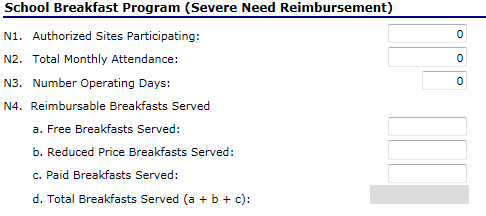 School Breakfast Program (Severe Need Reimbursement)
N1. Authorized Sites Participating: 0
N2. Total Monthly Attendance: 0
N3. Number Operating Days: 0
N4. Reimbursable Breakfasts Served
a. Free Breakfasts Served:
b. Reduced Price Breakfasts Served:
c. Paid Breakfasts Served:
d. Total Breakfasts Served (a + b + c):